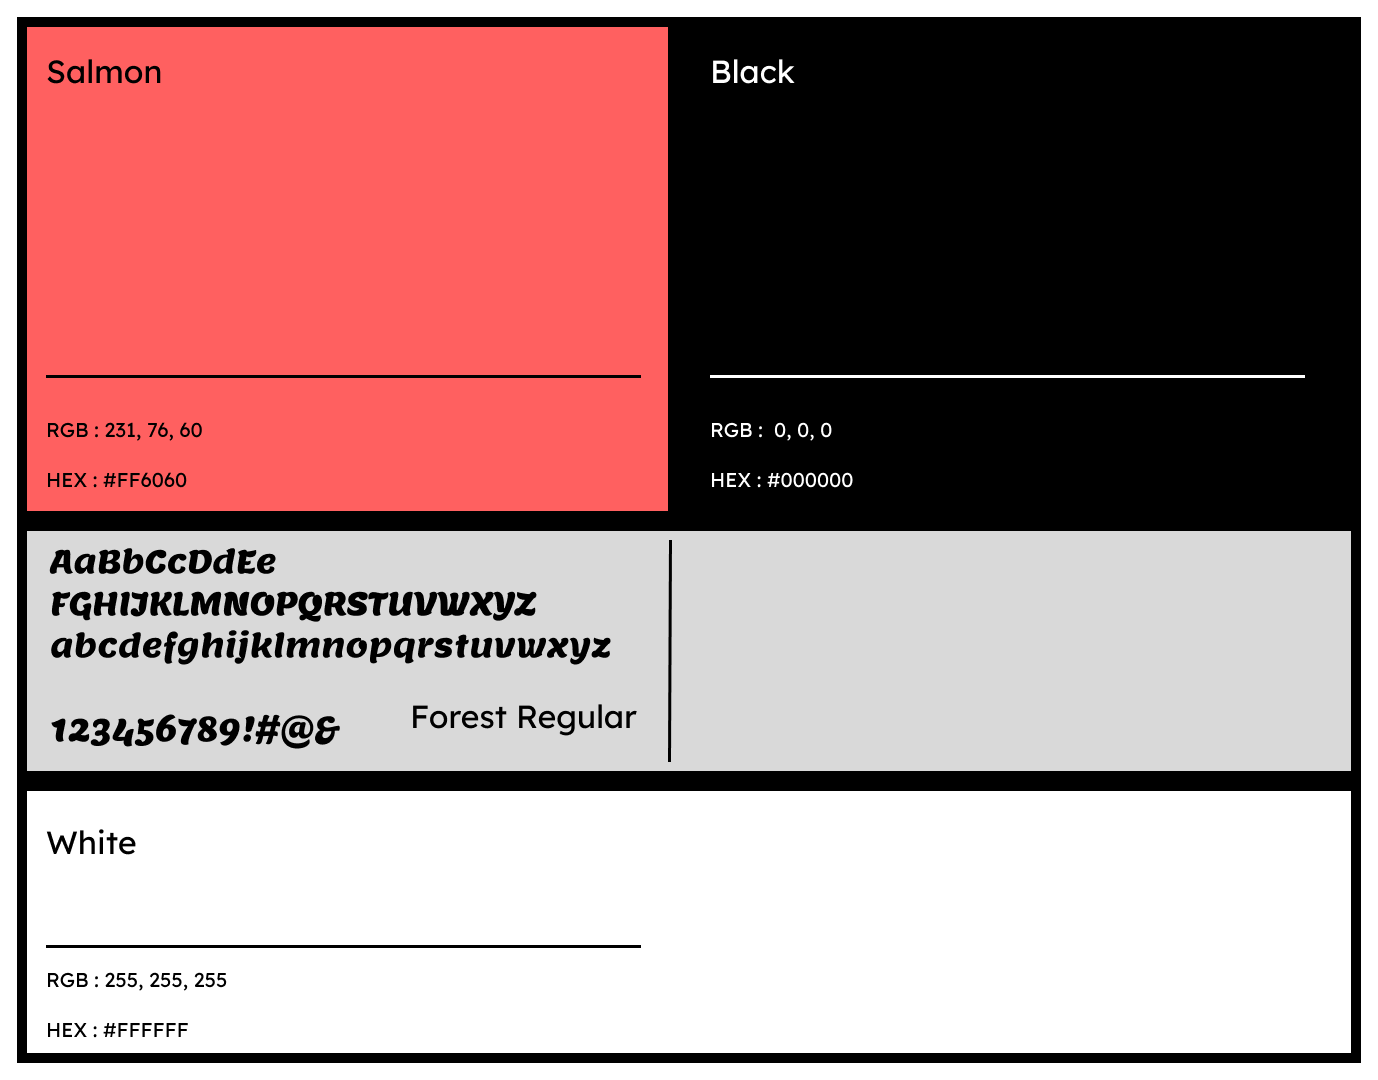 Salmon
RGB : 231, 76, 60
HEX : #FF6060
Black
RGB :  0, 0, 0
HEX : #000000
AaBbCcDdEe
FGHIJKLMNOPQRSTUVWXYZ
abcdefghijklmnopqrstuvwxyz
123456789!#@&
Forest Regular
White
RGB : 255, 255, 255
HEX : #FFFFFF